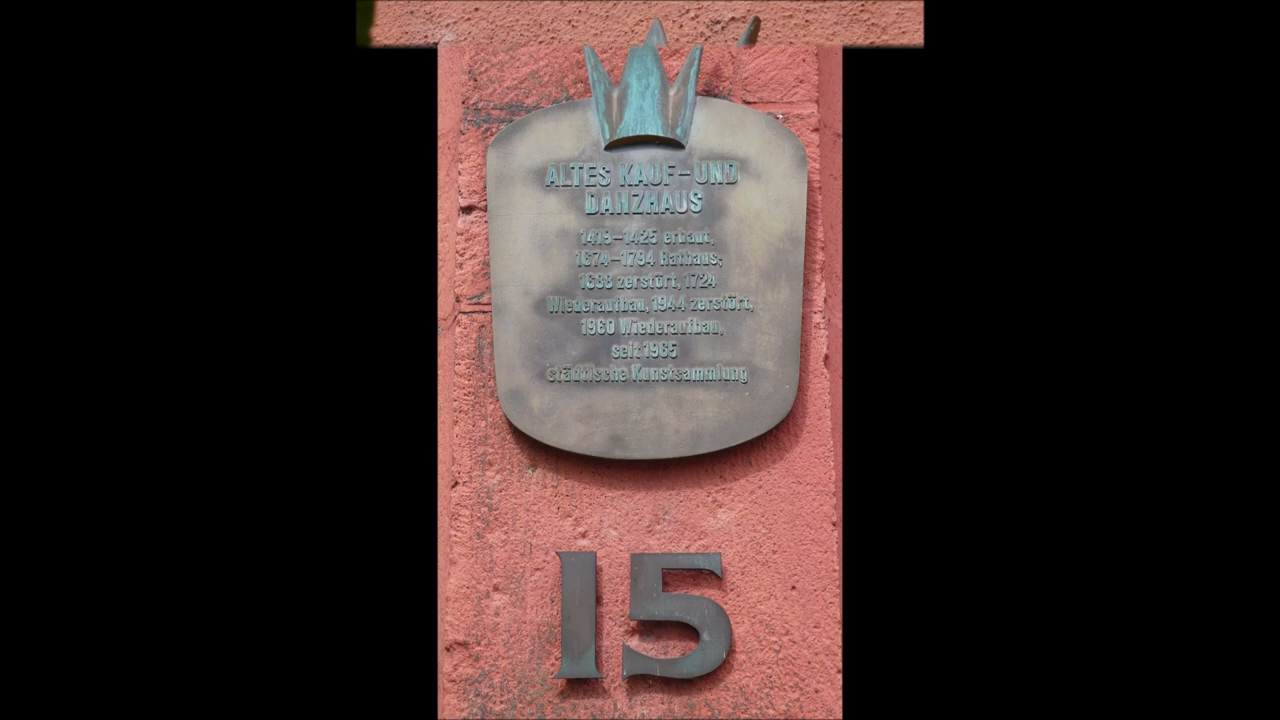 ALTES KAUF-UND
DANZHAUS
1419-1425 erbaut,
1674-1794 Rathaus,
1688 zerstört, 1724
Wiederaufbau, 1944 zerstört,
1960 Wiederaufbau,
seit 1965
städtische Kunstsammlung
15